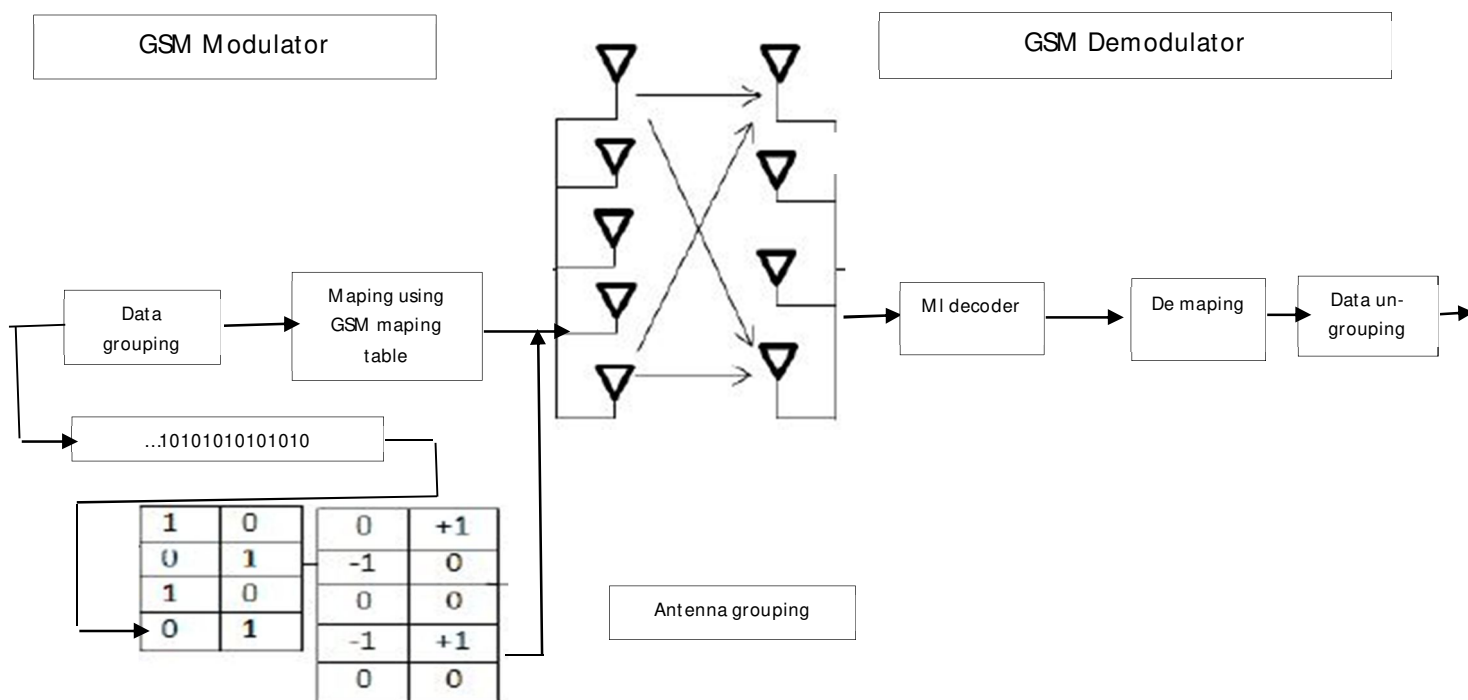 GSM Modulator
GSM Demodulator
Data
grouping
Maping using
GSM maping
table
Ml decoder
De maping
Data un-
grouping
...10101010101010
1 0
0 1
1 0
0 1
0 +1
-1 0
0 0
-1 +1
0 0
Antenna grouping